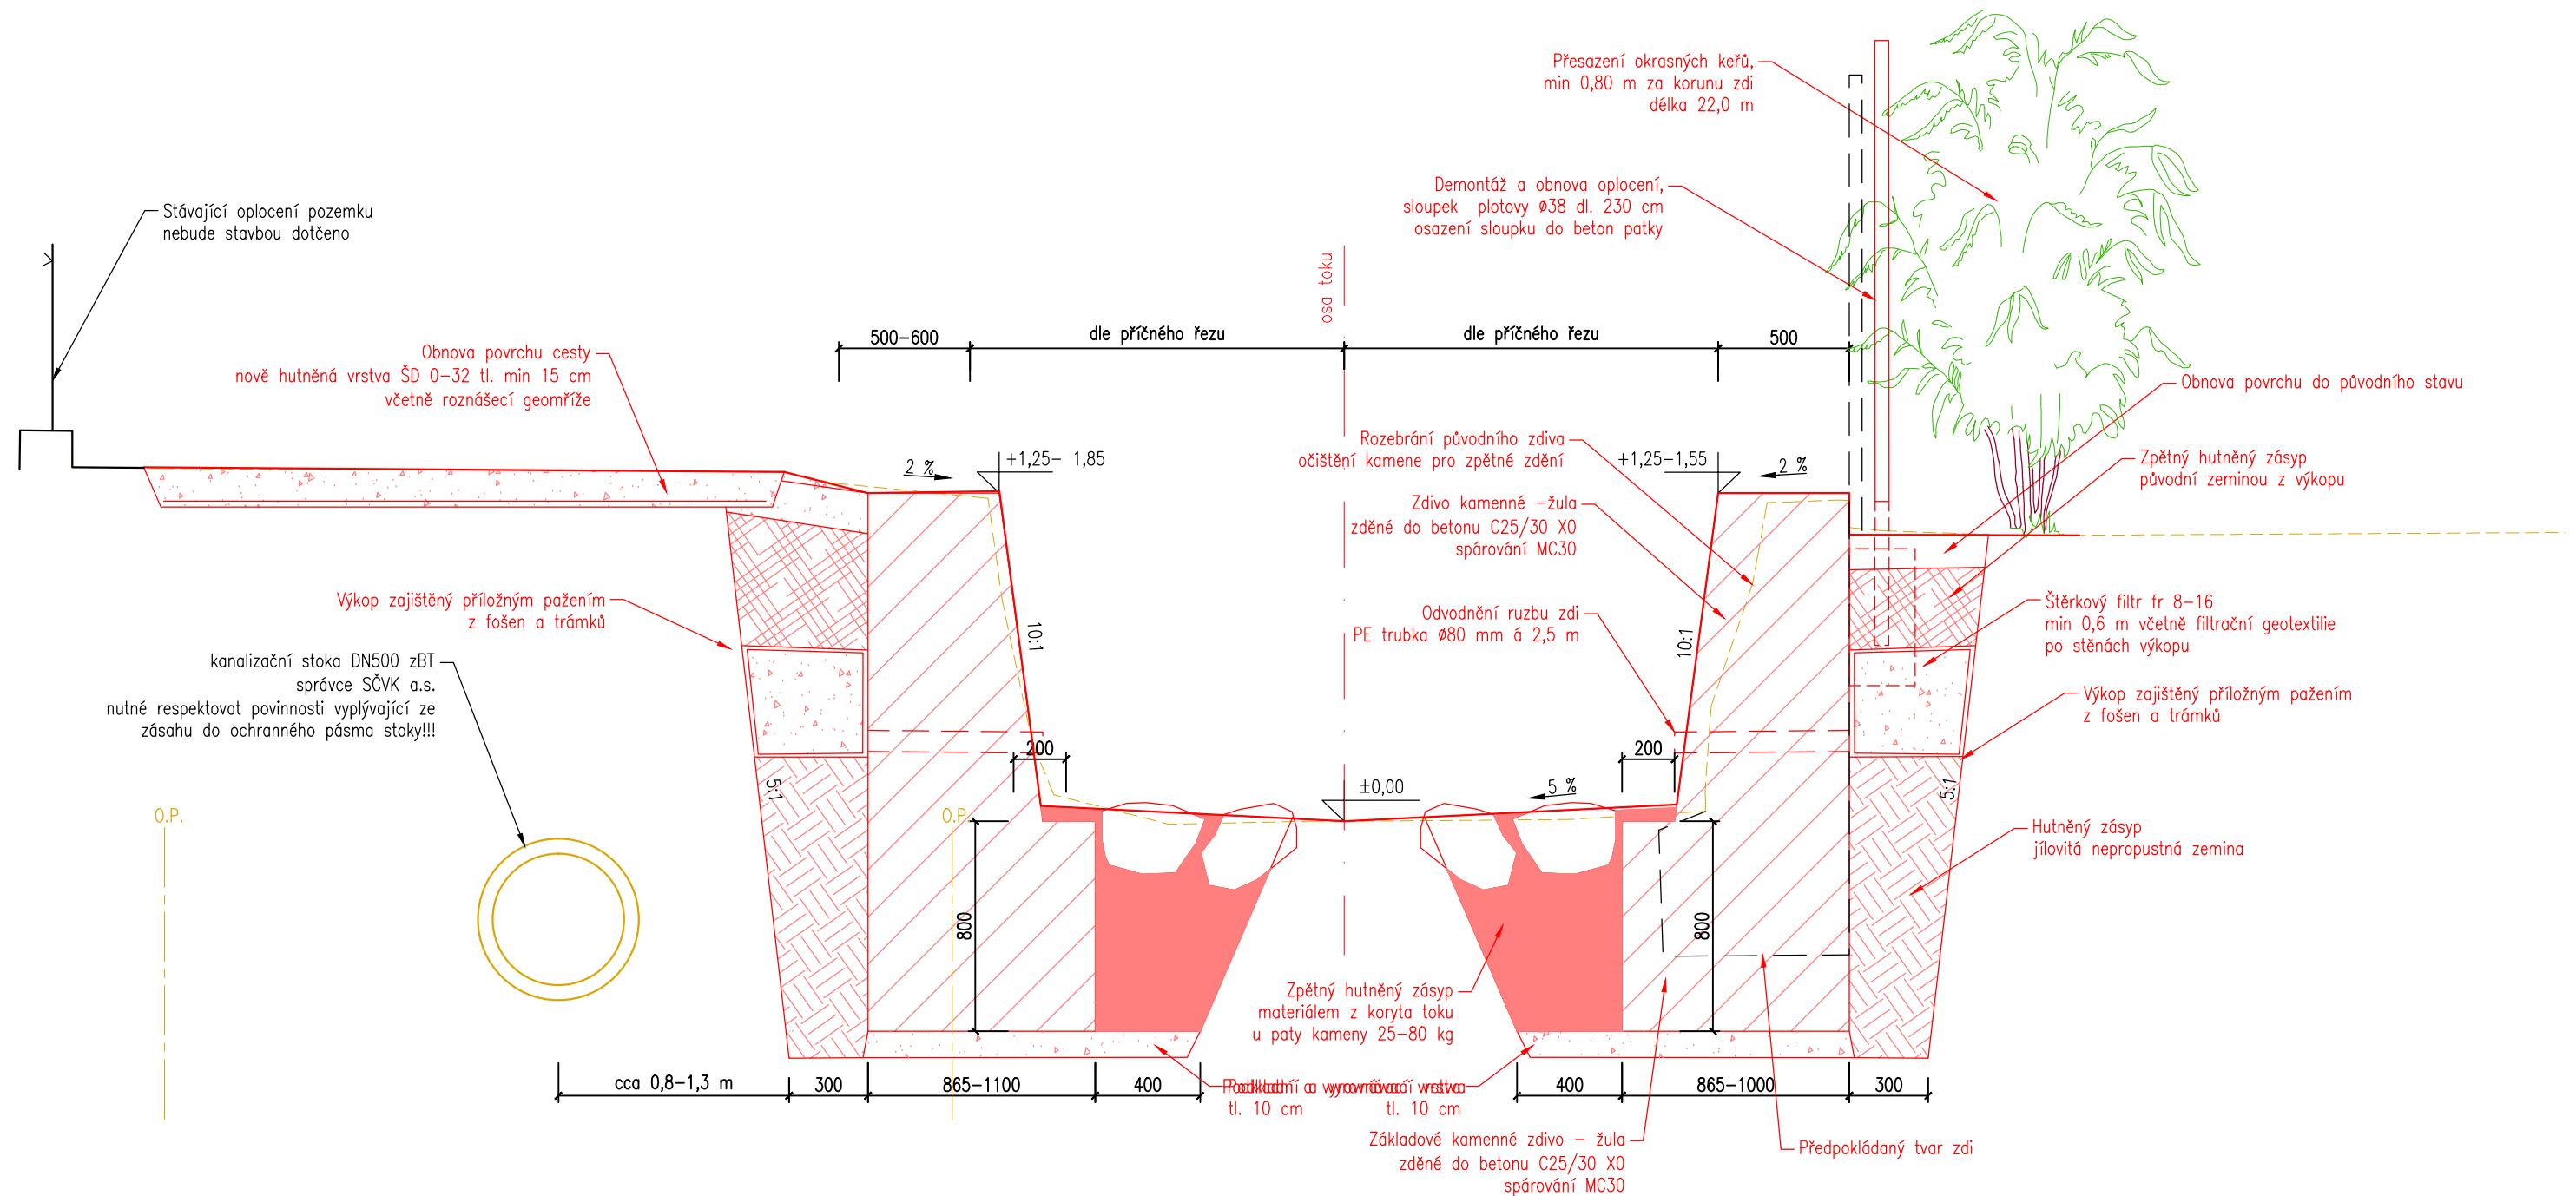 Přesazení okrasných keřů,
min 0,80 m za korunu zdi
délka 22,0 m
Demontáž a obnova oplocení,
sloupek plotovy ø38 dl. 230 cm
osazení sloupku do beton patky
Stávající oplocení pozemku
nebude stavbou dotčeno
osa toku
500-600
dle příčného řezu
dle příčného řezu
500
Obnova povrchu cesty
nově hutněná vrstva ŠD 0-32 tl. min 15 cm
včetně roznášecí geomříže
Obnova povrchu do původního stavu
Rozebrání původního zdiva
očištění kamene pro zpětné zdění
2 %
+1,25- 1,85
+1,25-1,55
2 %
Zpětný hutněný zásyp
původní zeminou z výkopu
Zdivo kamenné -žula
zděné do betonu C25/30 X0
spárování MC30
Výkop zajištěný příložným pažením
z fošen a trámků
10:1
Odvodnění ruzbu zdi
PE trubka ø80 mm á 2,5 m
10:1
Štěrkový filtr fr 8-16
min 0,6 m včetně filtrační geotextilie
po stěnách výkopu
kanalizační stoka DN500 zBT
správce SČVK a.s.
nutné respektovat povinnosti vyplývající ze
zásahu do ochranného pásma stoky!!!
Výkop zajištěný příložným pažením
z fošen a trámků
200
200
5:1
±0,00
5 %
5:1
O.P.
O.P.
Hutněný zásyp
jílovitá nepropustná zemina
800
800
Zpětný hutněný zásyp
materiálem z koryta toku
u paty kameny 25-80 kg
cca 0,8-1,3 m
300
865-1100
400
Podkladní a vyrovnávací vrstva
tl. 10 cm
Podkladní a vyrovnávací vrstva
tl. 10 cm
400
865-1000
300
Základové kamenné zdivo - žula
zděné do betonu C25/30 X0
spárování MC30
Předpokládaný tvar zdi